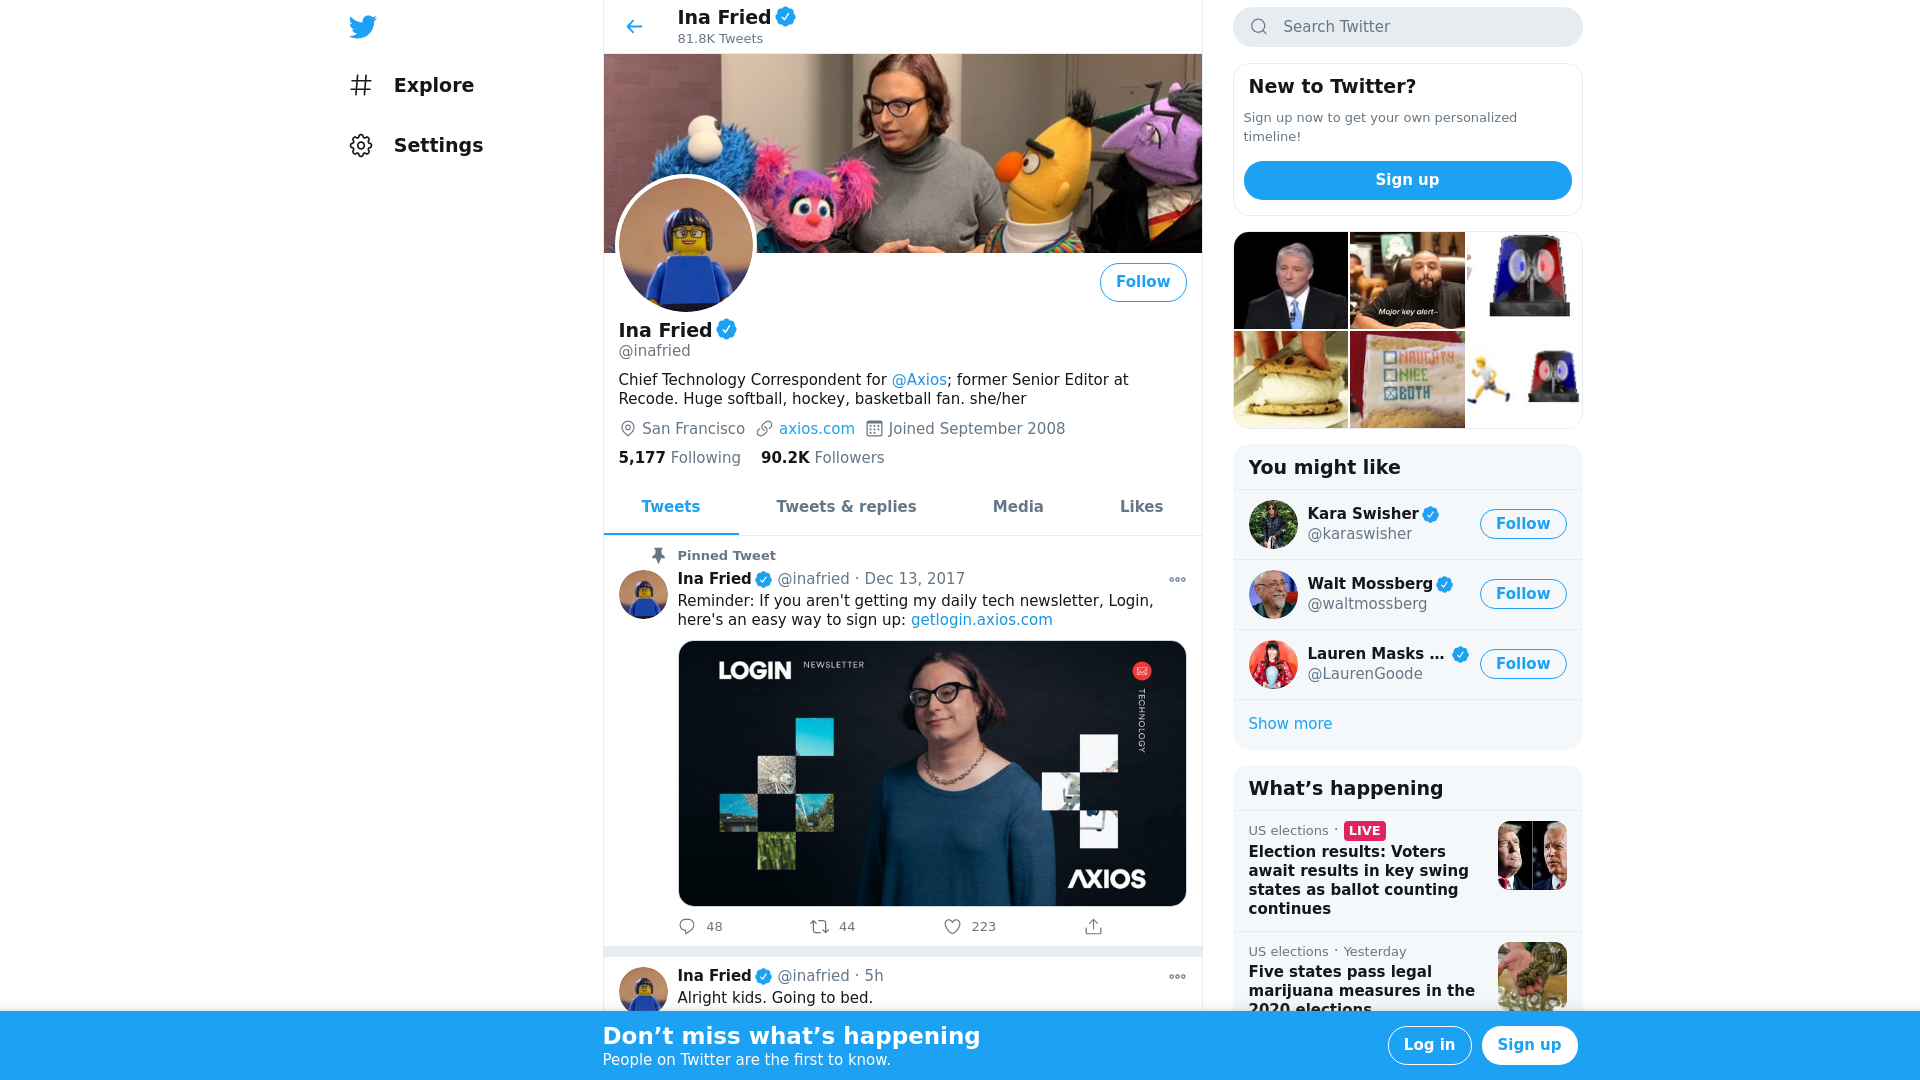 Explore
Settings
Ina Fried
81.8K Tweets
Follow
Ina Fried
@inafried
Chief Technology Correspondent for @Axios; former Senior Editor at
Recode. Huge softball, hockey, basketball fan. she/her
San Francisco axios.com Joined September 2008
5,177 Following 90.2K Followers
Tweets Tweets & replies Media Likes
Pinned Tweet
Ina Fried @inafried · Dec 13, 2017
Reminder: If you aren't getting my daily tech newsletter, Login,
here's an easy way to sign up: getlogin.axios.com
LOGIN NEWSLETTER
TECHNOLOGY
AXIOS
48 44 223
Ina Fried @inafried · 5h
Alright kids. Going to bed.
Search Twitter
New to Twitter?
Sign up now to get your own personalized
timeline!
Sign up
Major key alert--
NAUGHTY
NICE
BOTH
You might like
Kara Swisher
@karaswisher
Follow
Walt Mossberg
@waltmossberg
Follow
Lauren Masks ...
@LaurenGoode
Follow
Show more
What’s happening
US elections · LIVE
Election results: Voters
await results in key swing
states as ballot counting
continues
US elections · Yesterday
Five states pass legal
marijuana measures in the
2020 elections
Don’t miss what’s happening
People on Twitter are the first to know.
Log in
Sign up